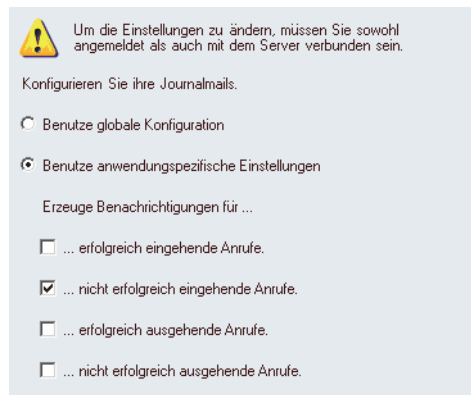 Um die Einstellungen zu ändern, müssen Sie sowohl
angemeldet als auch mit dem Server verbunden sein.
Konfigurieren Sie ihre Journalmails.
Benutze globale Konfiguration
Benutze anwendungspezifische Einstellungen
Erzeuge Benachrichtigungen für ...
... erfolgreich eingehende Anrufe.
... nicht erfolgreich eingehende Anrufe.
... erfolgreich ausgehende Anrufe.
... nicht erfolgreich ausgehende Anrufe.